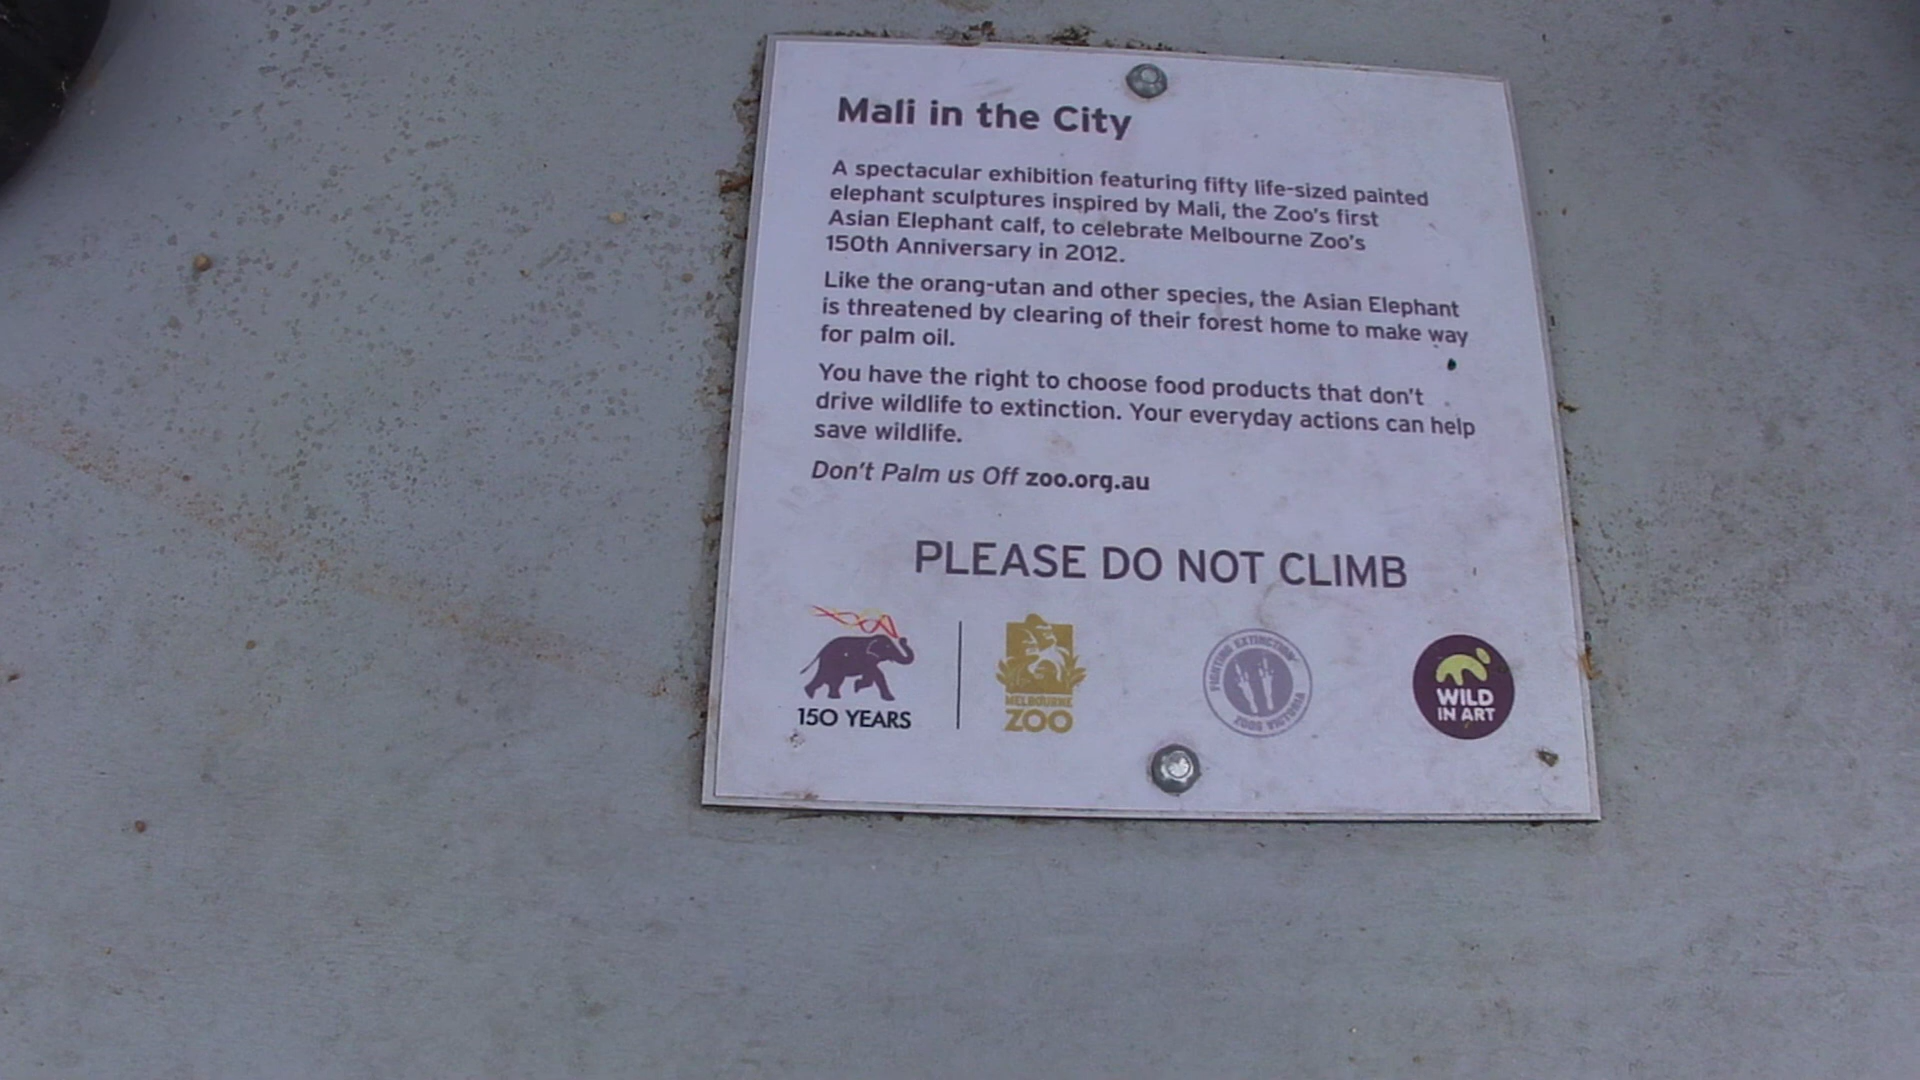 Mali in the City
A spectacular exhibition featuring fifty life-sized painted
elephant sculptures inspired by Mali, the Zoo's first
Asian Elephant calf, to celebrate Melbourne Zoo's
150th Anniversary in 2012.
Like the orang-utan and other species, the Asian Elephant
is threatened by clearing of their forest home to make way
for palm oil.
You have the right to choose food products that don't
drive wildlife to extinction. Your everyday actions can help
save wildlife.
Don't Palm us Off zoo.org.au
PLEASE DO NOT CLIMB
150 YEARS
MELBOURNE
ZOO
FIGHTING EXTINCTION
ZOOS VICTORIA
WILD
IN ART